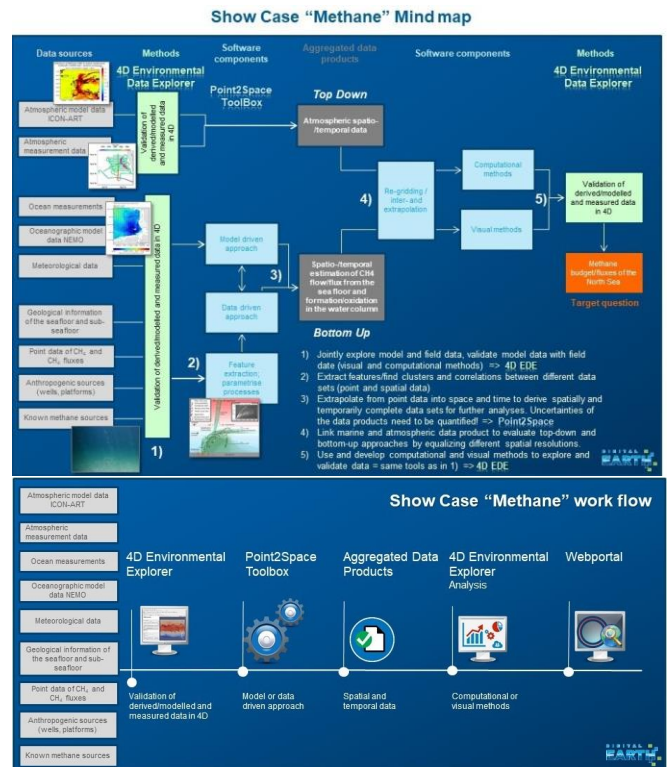 Show Case “Methane” Mind map
Data sources
Methods
4D Environmental
Data Explorer
Software
components
Point2Space
ToolBox
Aggregated data
products
Software components
Methods
4D Environmental
Data Explorer
Atmospheric model data
ICON-ART
Atmospheric
measurement data
Validation of
derived/modelled
and measured data
in 4D
Top Down
Atmospheric spatio-
/temporal data
Ocean measurements
Oceanographic model
data NEMO
Meteorological data
Geological information
of the seafloor and sub-
seafloor
Point data of CH₄ and
CH₄ fluxes
Anthropogenic sources
(wells, platforms)
Known methane sources
Validation of derived/modelled and measured data in 4D
1)
Model driven
approach
Data driven
approach
2)
Feature
extraction;
parametrise
processes
3)
Spatio-/temporal
estimation of CH4
flow/flux from the
sea floor and
formation/oxidation
in the water column
Bottom Up
4)
Re-gridding /
inter- and
extrapolation
Computational
methods
Visual methods
5)
Validation of
derived/modelled
and measured data
in 4D
Methane
budget/fluxes of the
North Sea
Target question
1) Jointly explore model and field data, validate model data with field
date (visual and computational methods) => 4D EDE
2) Extract features/find clusters and correlations between different data
sets (point and spatial data)
3) Extrapolate from point data into space and time to derive spatially and
temporarily complete data sets for further analyses. Uncertainties of
the data products need to be quantified! => Point2Space
4) Link marine and atmospheric data product to evaluate top-down and
bottom-up approaches by equalizing different spatial resolutions.
5) Use and develop computational and visual methods to explore and
validate data = same tools as in 1) => 4D EDE
DIGITAL
EARTH
Show Case “Methane” work flow
Atmospheric model data
ICON-ART
Atmospheric
measurement data
Ocean measurements
Oceanographic model
data NEMO
Meteorological data
Geological information of
the seafloor and sub-
seafloor
Point data of CH₄ and
CH₄ fluxes
Anthropogenic sources
(wells, platforms)
Known methane sources
4D Environmental
Explorer
Point2Space
Toolbox
Aggregated Data
Products
4D Environmental
Explorer
Analysis
Webportal
Validation of
derived/modelled and
measured data in 4D
Model or data
driven approach
Spatial and
temporal data
Computational or
visual methods
DIGITAL
EARTH